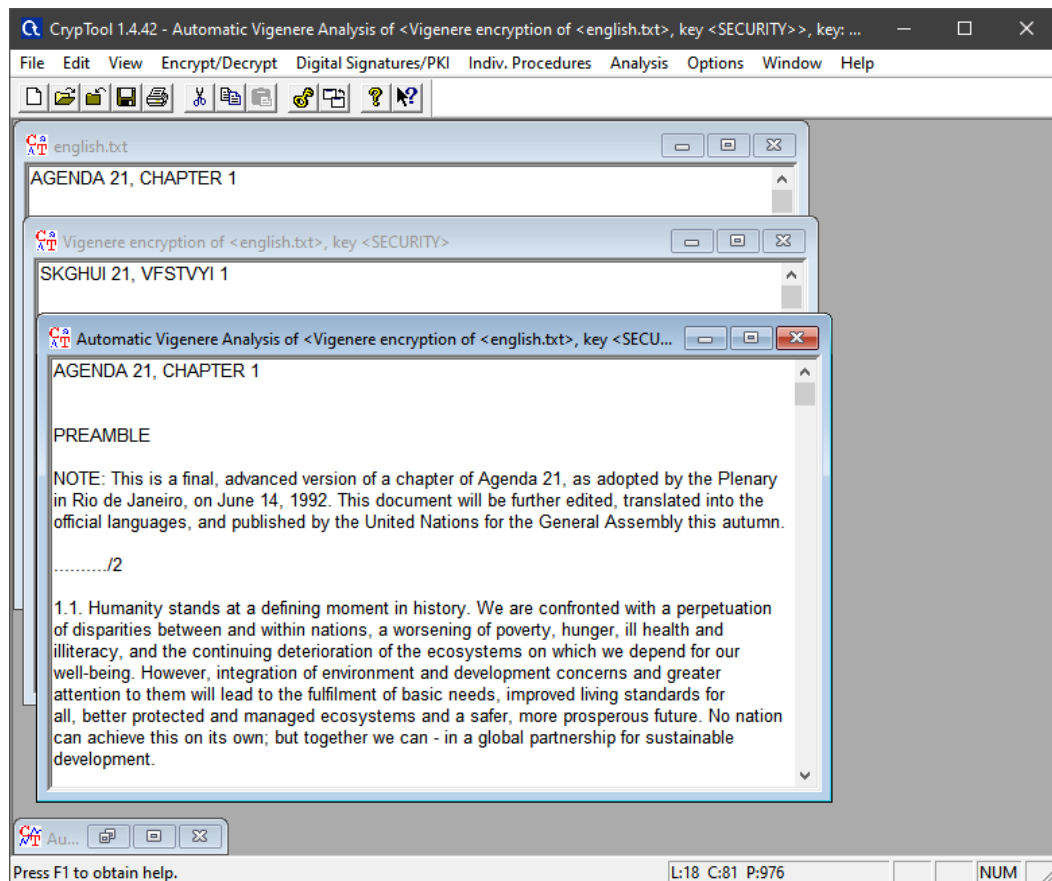 CrypTool 1.4.42 - Automatic Vigenere Analysis of <Vigenere encryption of <english.txt>, key <SECURITY>>, key: ...
File Edit View Encrypt/Decrypt Digital Signatures/PKI Indiv. Procedures Analysis Options Window Help
english.txt
AGENDA 21, CHAPTER 1
Vigenere encryption of <english.txt>, key <SECURITY>
SKGHUI 21, VFSTVYI 1
Automatic Vigenere Analysis of <Vigenere encryption of <english.txt>, key <SECU...
AGENDA 21, CHAPTER 1
PREAMBLE
NOTE: This is a final, advanced version of a chapter of Agenda 21, as adopted by the Plenary
in Rio de Janeiro, on June 14, 1992. This document will be further edited, translated into the
official languages, and published by the United Nations for the General Assembly this autumn.
........../2
1.1. Humanity stands at a defining moment in history. We are confronted with a perpetuation
of disparities between and within nations, a worsening of poverty, hunger, ill health and
illiteracy, and the continuing deterioration of the ecosystems on which we depend for our
well-being. However, integration of environment and development concerns and greater
attention to them will lead to the fulfilment of basic needs, improved living standards for
all, better protected and managed ecosystems and a safer, more prosperous future. No nation
can achieve this on its own; but together we can - in a global partnership for sustainable
development.
Au...
Press F1 to obtain help.
L:18 C:81 P:976
NUM